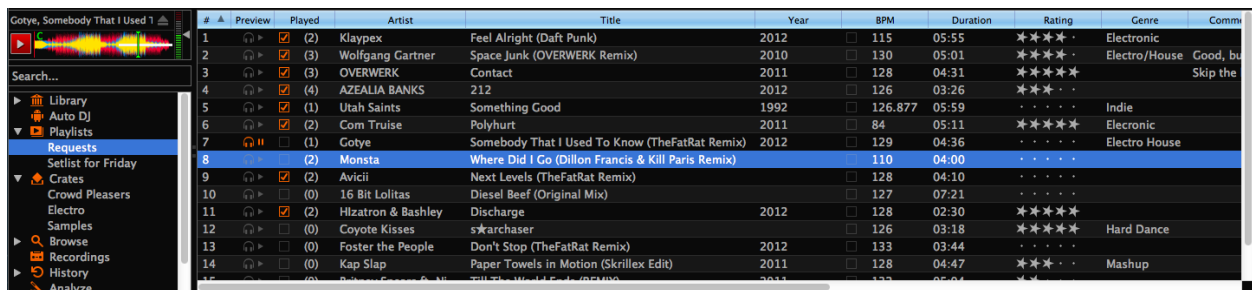 Gotye, Somebody That I Used T
C
Search...
Library
Auto DJ
Playlists
Requests
Setlist for Friday
Crates
Crowd Pleasers
Electro
Samples
Browse
Recordings
History
Analyze
# Preview Played Artist Title Year BPM Duration Rating Genre Comme
1 (2) Klaypex Feel Alright (Daft Punk) 2012 115 05:55 ★★★★· Electronic
2 (3) Wolfgang Gartner Space Junk (OVERWERK Remix) 2010 130 05:01 ★★★★· Electro/House Good, bu
3 (3) OVERWERK Contact 2011 128 04:31 ★★★★★ Skip the
4 (4) AZEALIA BANKS 212 2012 126 03:26 ★★★··
5 (1) Utah Saints Something Good 1992 126.877 05:59 ····· Indie
6 (2) Com Truise Polyhurt 2011 84 05:11 ★★★★★ Elecronic
7 (1) Gotye Somebody That I Used To Know (TheFatRat Remix) 2012 129 04:36 ····· Electro House
8 (2) Monsta Where Did I Go (Dillon Francis & Kill Paris Remix) 110 04:00 ·····
9 (2) Avicii Next Levels (TheFatRat Remix) 128 04:10 ·····
10 (0) 16 Bit Lolitas Diesel Beef (Original Mix) 127 07:21 ·····
11 (2) HIzatron & Bashley Discharge 2012 128 02:30 ★★★★★
12 (0) Coyote Kisses s★archaser 126 03:18 ★★★★★ Hard Dance
13 (0) Foster the People Don't Stop (TheFatRat Remix) 2012 133 03:44 ·····
14 (0) Kap Slap Paper Towels in Motion (Skrillex Edit) 2011 128 04:47 ★★★·· Mashup